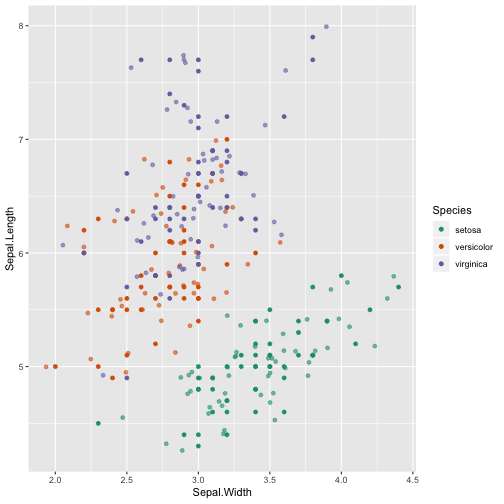 8
7
6
5
Sepal.Length
2.0 2.5 3.0 3.5 4.0 4.5
Sepal.Width
Species
setosa
versicolor
virginica